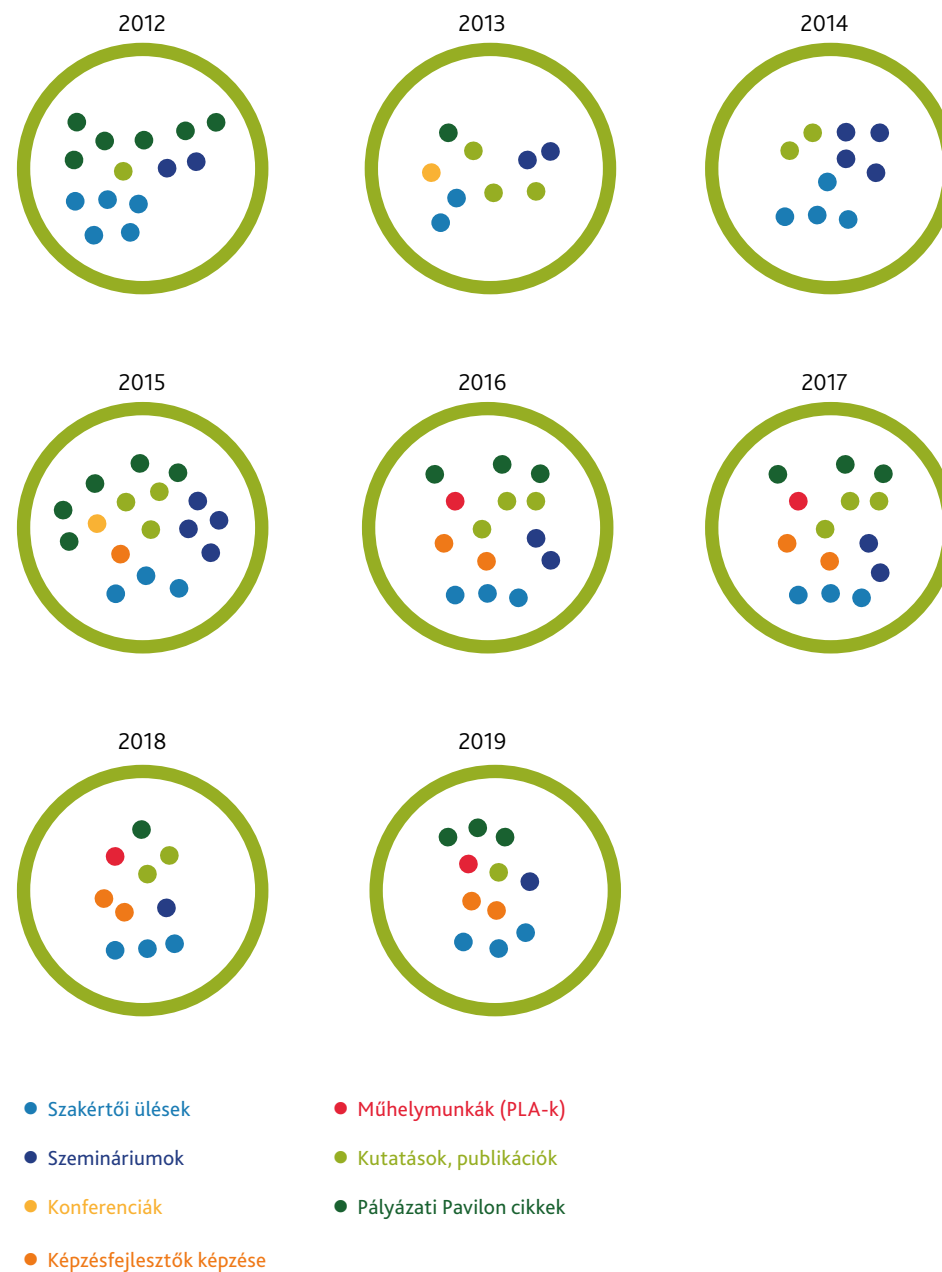 2012
2013
2014
2015
2016
2017
2018
2019
Szakértői ülések
Szemináriumok
Konferenciák
Képzésfejlesztők képzése
Műhelymunkák (PLA-k)
Kutatások, publikációk
Pályázati Pavilon cikkek